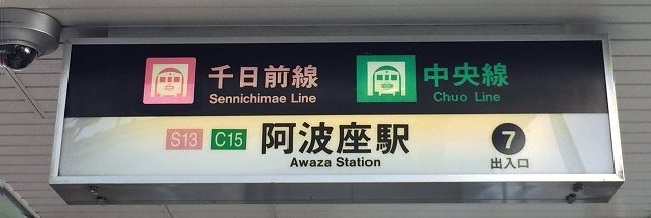 千日前線 中央線
Sennichimae Line Chuo Line
S13 C15 阿波座駅 7
Awaza Station 出入口